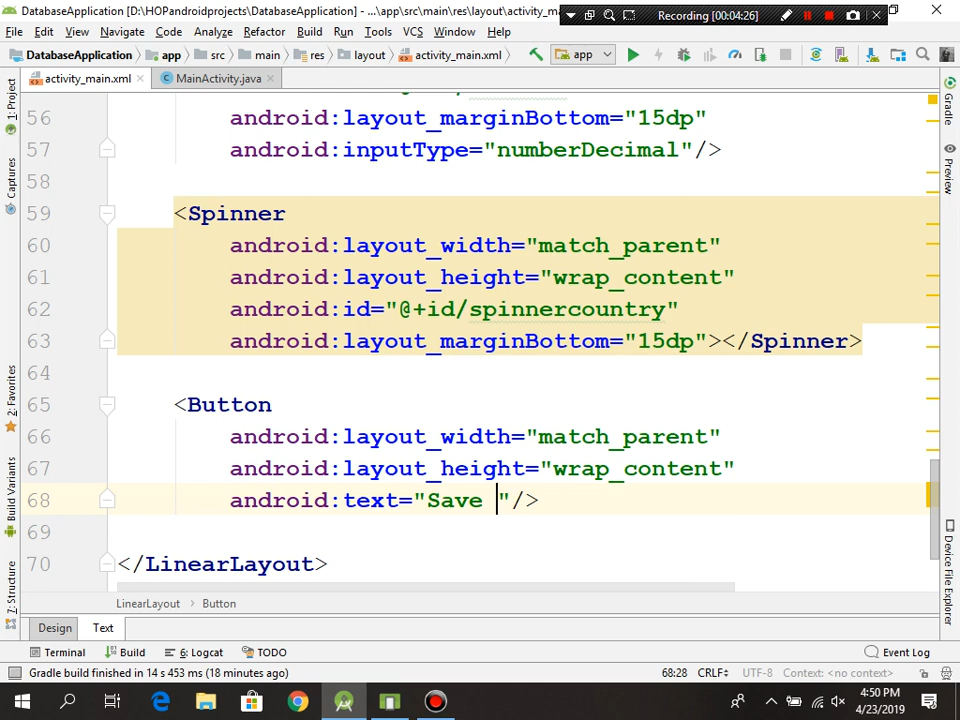 DatabaseApplication [D:\HOPandroidprojects\DatabaseApplication] - ...\app\src\main\res\layout\activity_ma
Recording [00:04:26]
File Edit View Navigate Code Analyze Refactor Build Run Tools VCS Window Help
DatabaseApplication app src main res layout activity_main.xml app
activity_main.xml MainActivity.java
1: Project
Captures
2: Favorites
Build Variants
7: Structure
56 android:layout_marginBottom="15dp"
57 android:inputType="numberDecimal"/>
58
59 <Spinner
60 android:layout_width="match_parent"
61 android:layout_height="wrap_content"
62 android:id="@+id/spinnercountry"
63 android:layout_marginBottom="15dp"></Spinner>
64
65 <Button
66 android:layout_width="match_parent"
67 android:layout_height="wrap_content"
68 android:text="Save "/>
69
70 </LinearLayout>
Gradle
Preview
Device File Explorer
LinearLayout › Button
Design Text
Terminal Build 6: Logcat TODO Event Log
Gradle build finished in 14 s 453 ms (18 minutes ago) 68:28 CRLF UTF-8 Context: <no context>
4:50 PM
4/23/2019